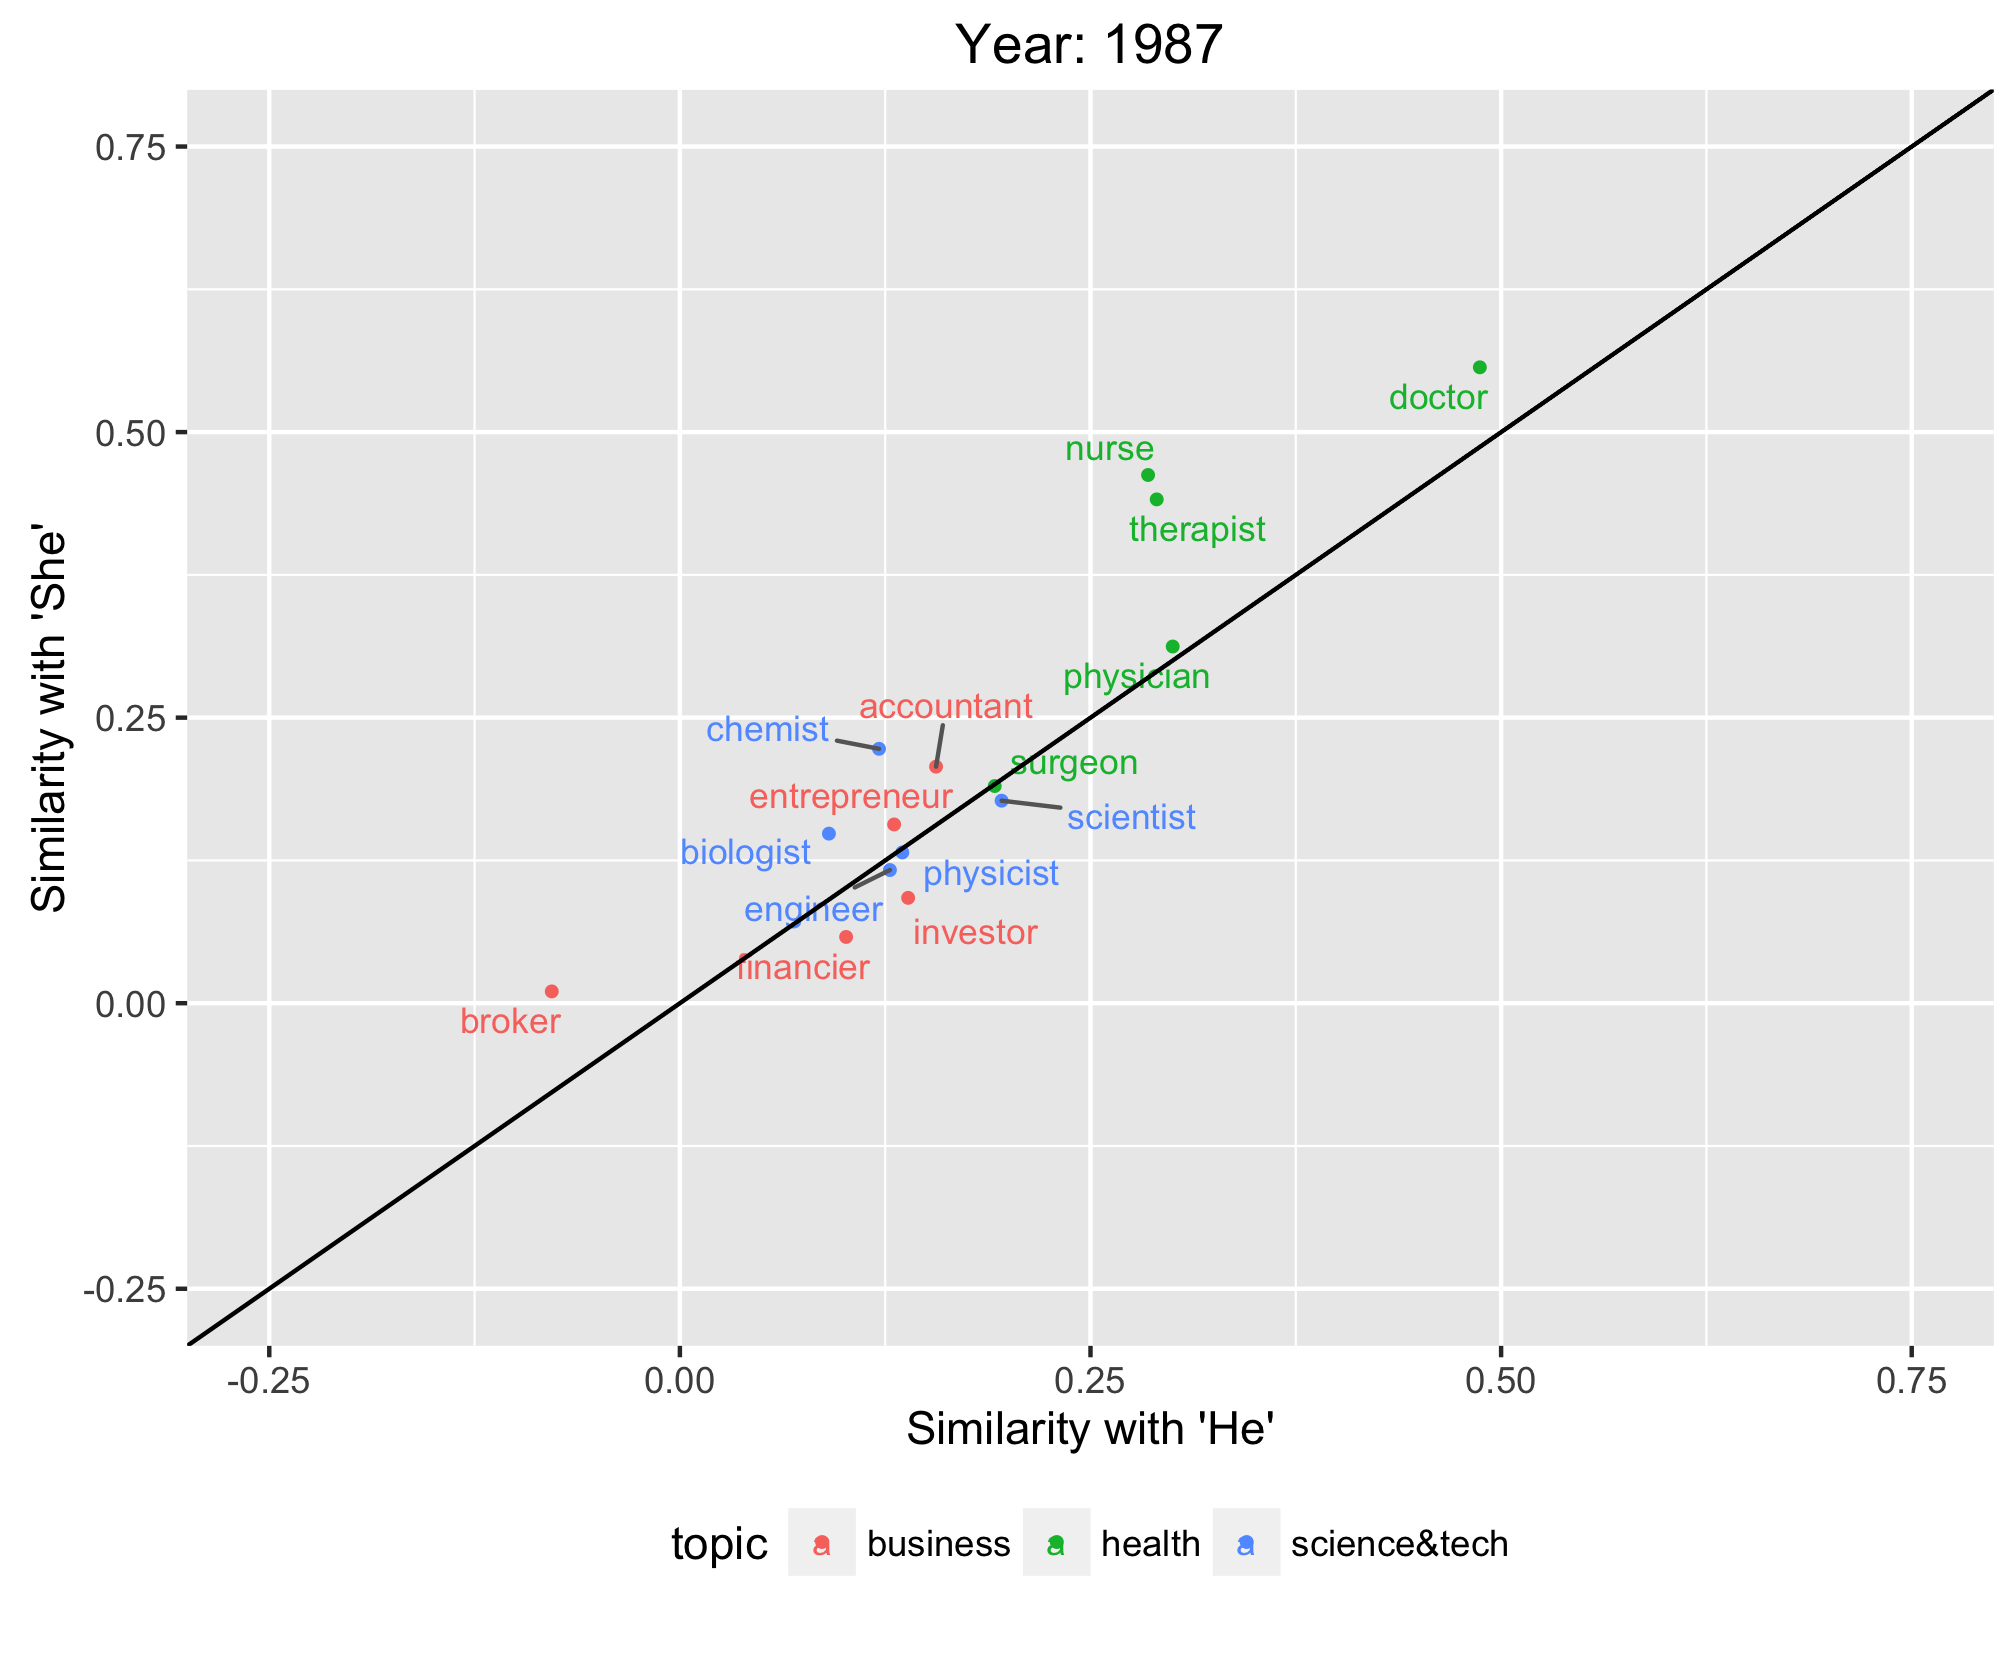 Year: 1987
0.75
0.50
0.25
0.00
-0.25
Similarity with 'She'
doctor
nurse
therapist
physician
accountant
chemist
surgeon
entrepreneur
scientist
biologist
physicist
engineer
investor
financier
broker
-0.25
0.00
0.25
0.50
0.75
Similarity with 'He'
topic a business a health a science&tech